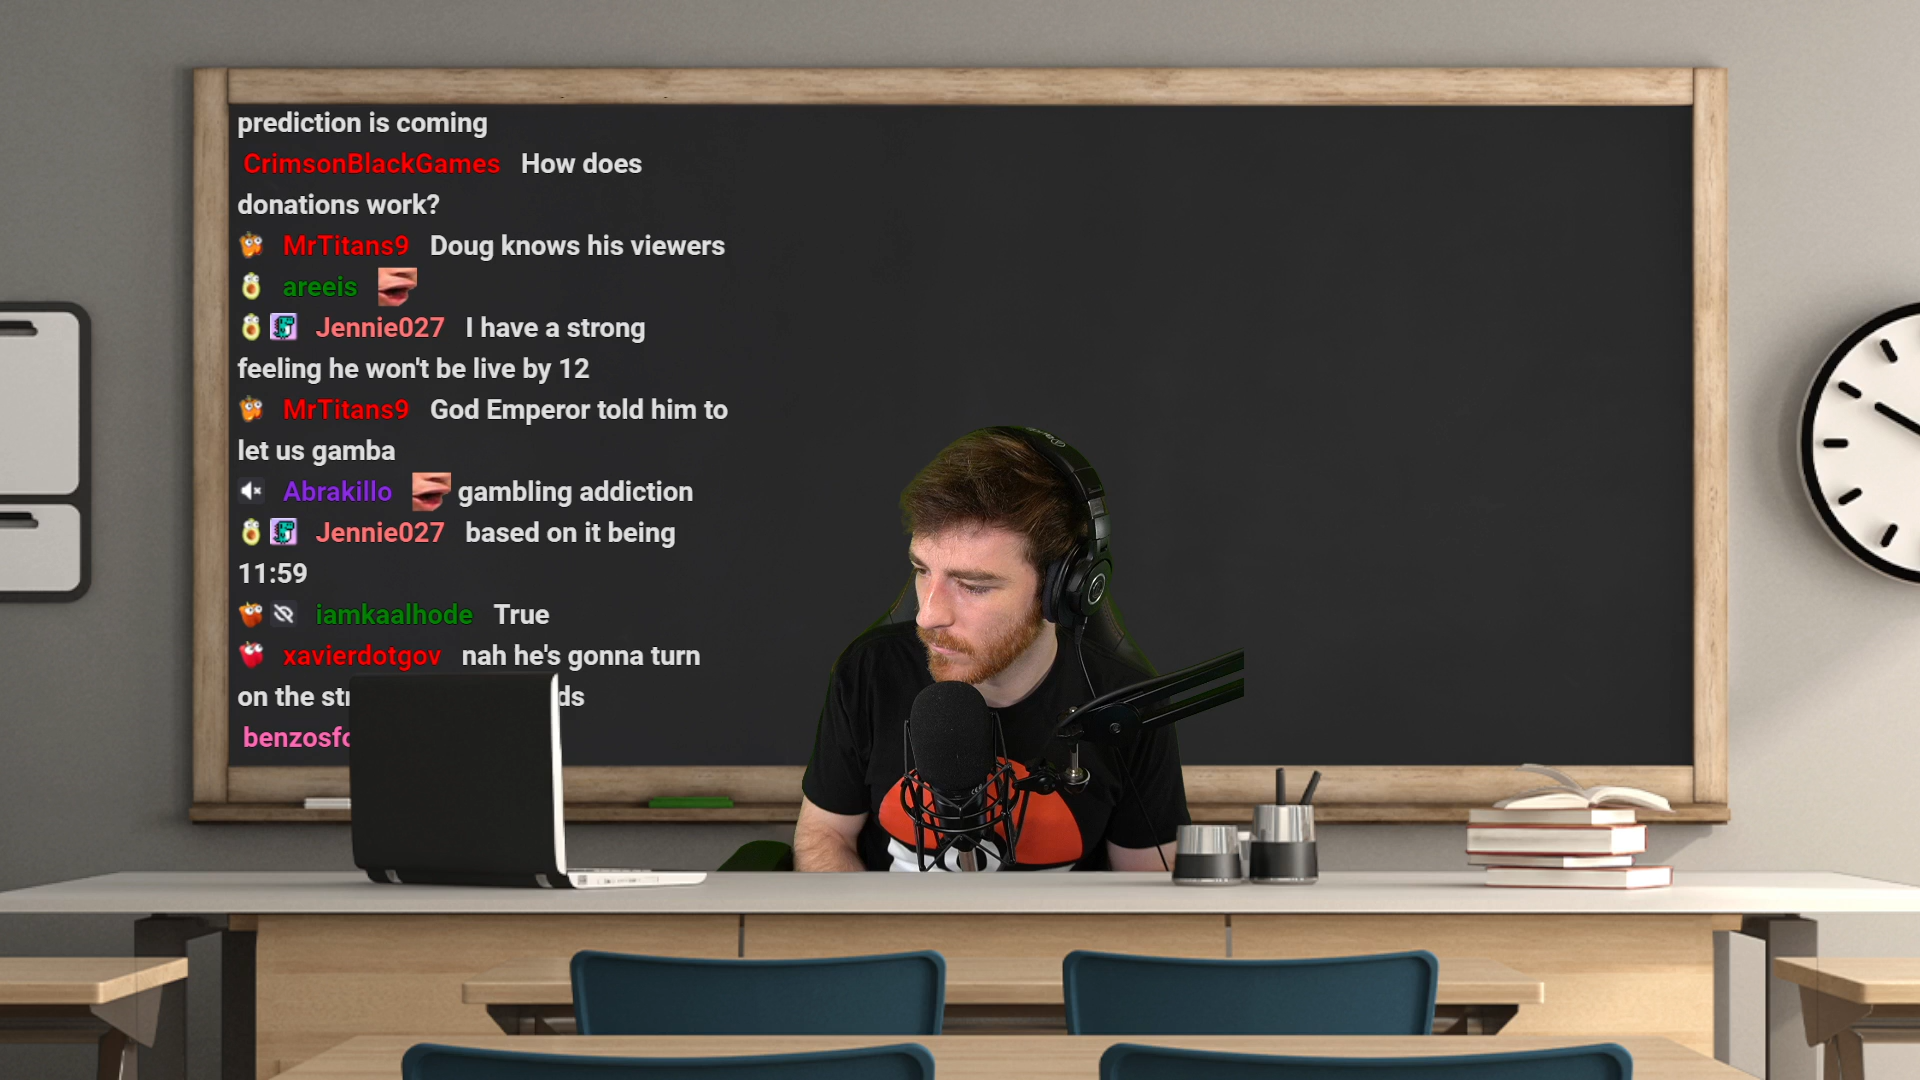 prediction is coming
CrimsonBlackGames How does
donations work?
MrTitans9 Doug knows his viewers
areeis
Jennie027 I have a strong
feeling he won't be live by 12
MrTitans9 God Emperor told him to
let us gamba
Abrakillo gambling addiction
Jennie027 based on it being
11:59
iamkaalhode True
xavierdotgov nah he's gonna turn
on the